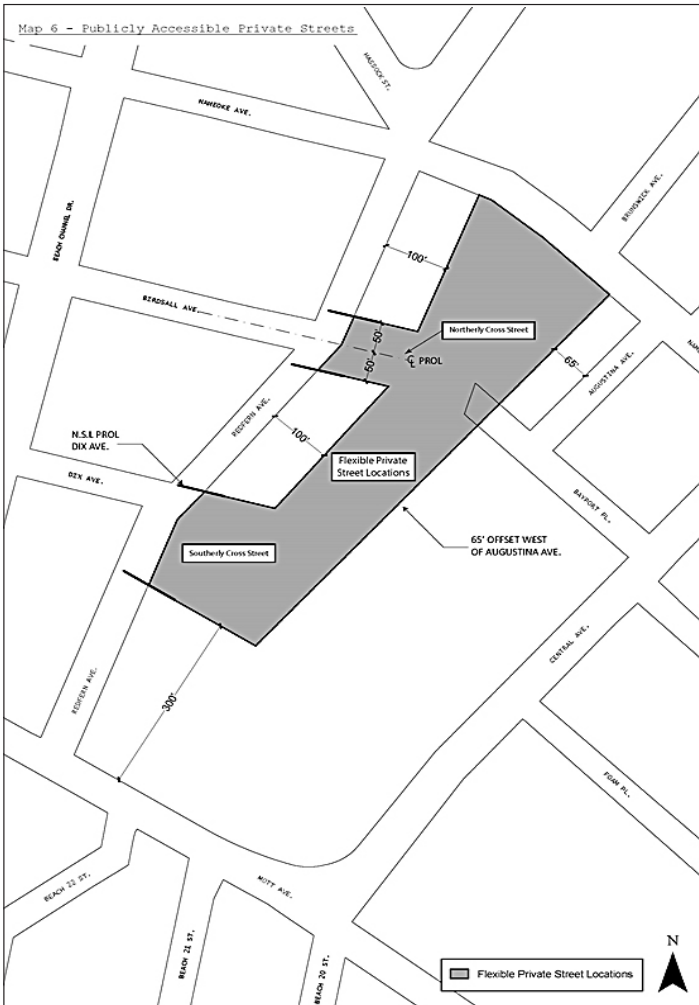 Map 6 - Publicly Accessible Private Streets
HASSOCK ST.
NAMEOKE AVE.
BRUNSWICK AVE.
BEACH CHANNEL DR.
100'
BIRDSALL AVE.
50'
Northerly Cross Street
CL PROL
50'
65'
AUGUSTINA AVE.
REDFERN AVE.
100'
N.S.L PROL
DIX AVE.
Flexible Private
Street Locations
DIX AVE.
BAYPORT PL.
65' OFFSET WEST
OF AUGUSTINA AVE.
Southerly Cross Street
CENTRAL AVE.
REDFERN AVE.
300'
FOAM PL.
BEACH 22 ST.
MOTT AVE.
BEACH 21 ST.
BEACH 20 ST.
N
Flexible Private Street Locations